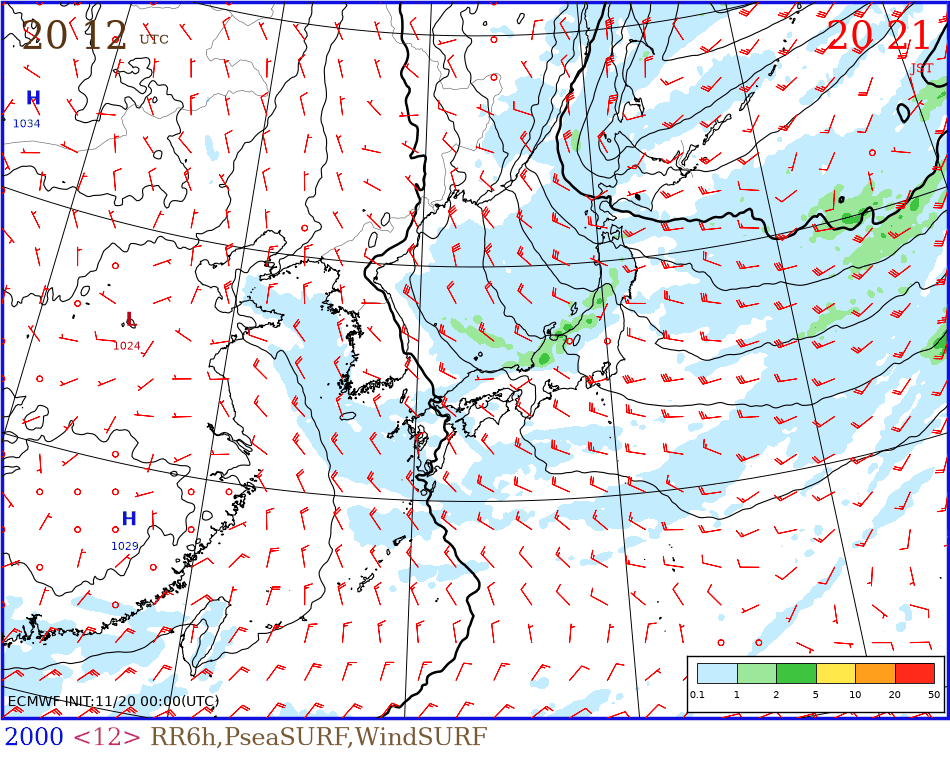 20 12 UTC
20 21
JST
H
1034
L
1024
H
1029
0.1 1 2 5 10 20 50
ECMWF INIT:11/20 00:00(UTC)
2000 <12> RR6h,PseaSURF,WindSURF